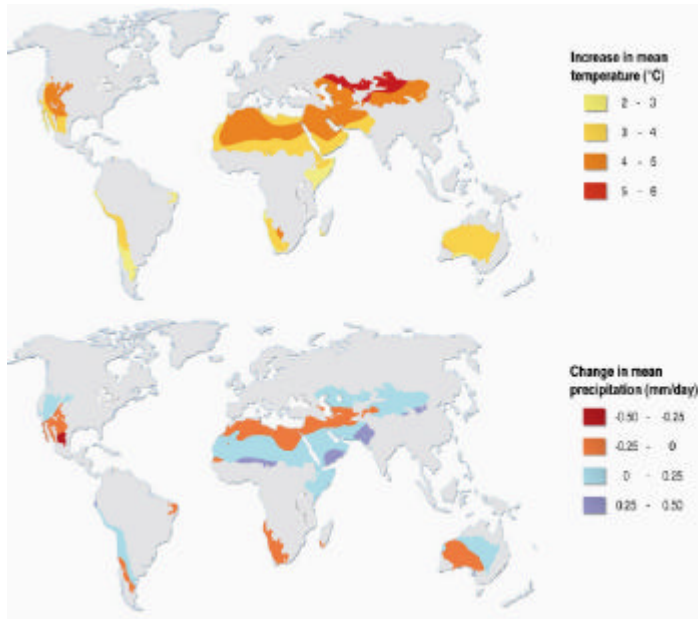 Increase in mean
temperature (°C)
2 - 3
3 - 4
4 - 5
5 - 6
Change in mean
precipitation (mm/day)
-0.50 - -0.25
-0.25 - 0
0 - 0.25
0.25 - 0.50